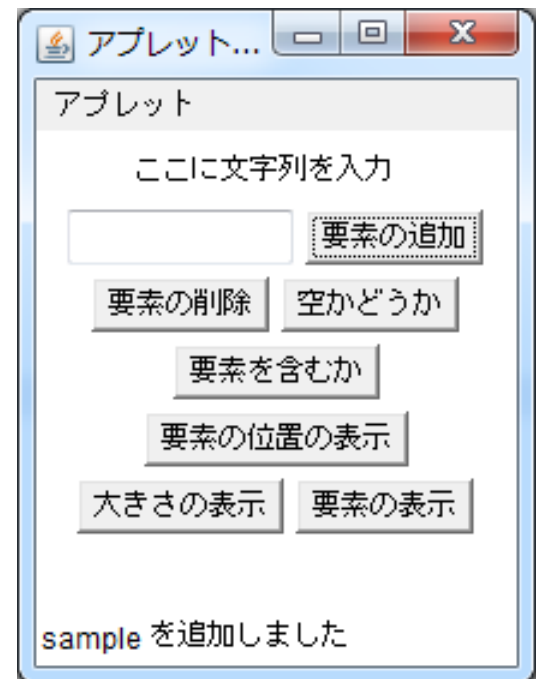 アプレット...
アプレット
ここに文字列を入力
要素の追加
要素の削除 空かどうか
要素を含むか
要素の位置の表示
大きさの表示 要素の表示
sample を追加しました